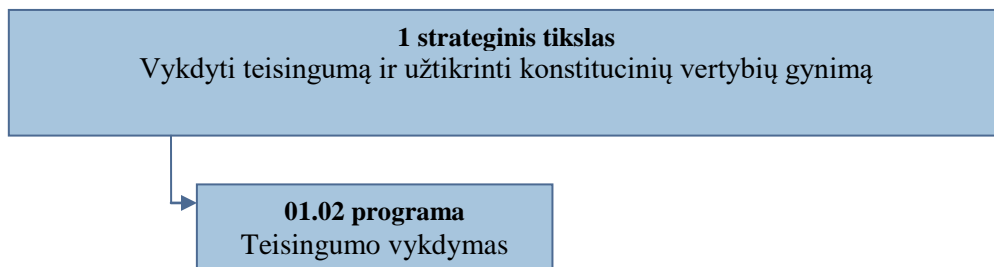 1 strateginis tikslas
Vykdyti teisingumą ir užtikrinti konstitucinių vertybių gynimą
01.02 programa
Teisingumo vykdymas